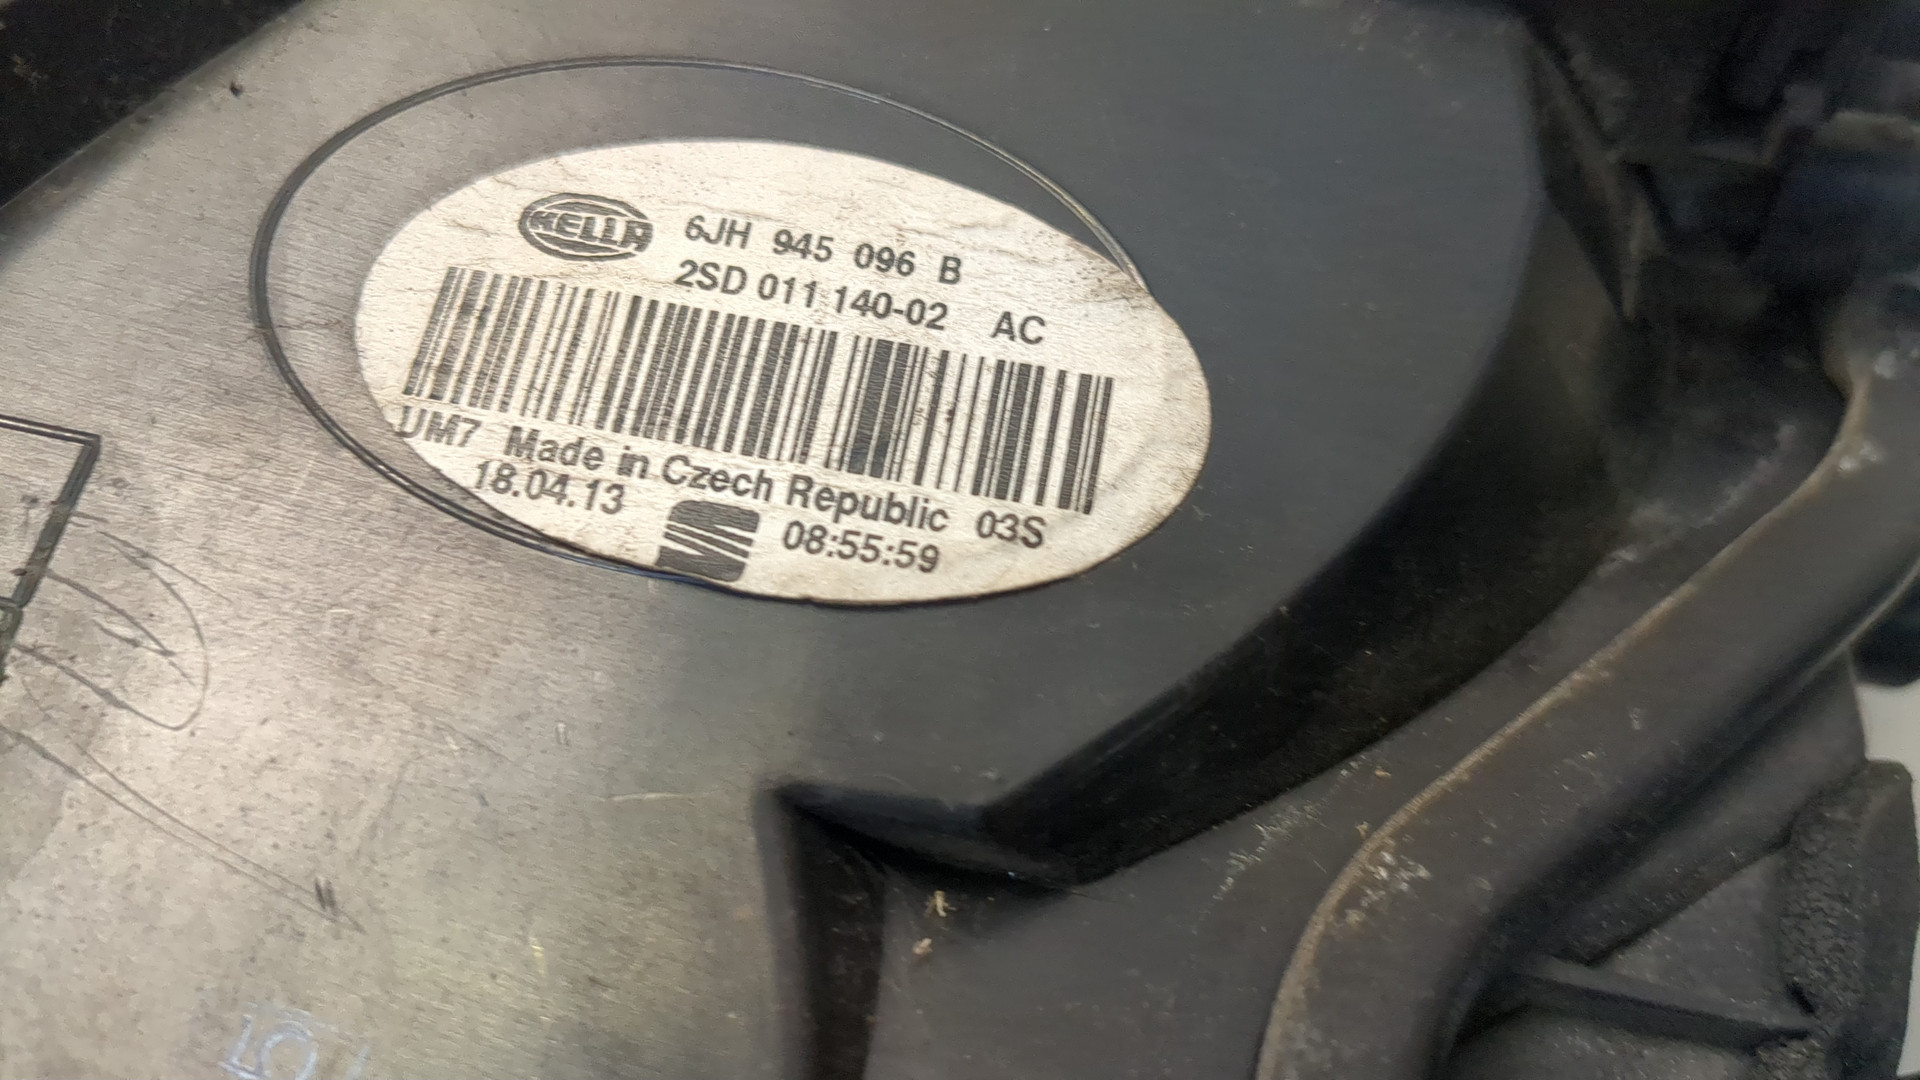 HELLA 6JH 945 096 B
2SD 011 140-02 AC
UM7 Made in Czech Republic 03S
18.04.13 08:55:59